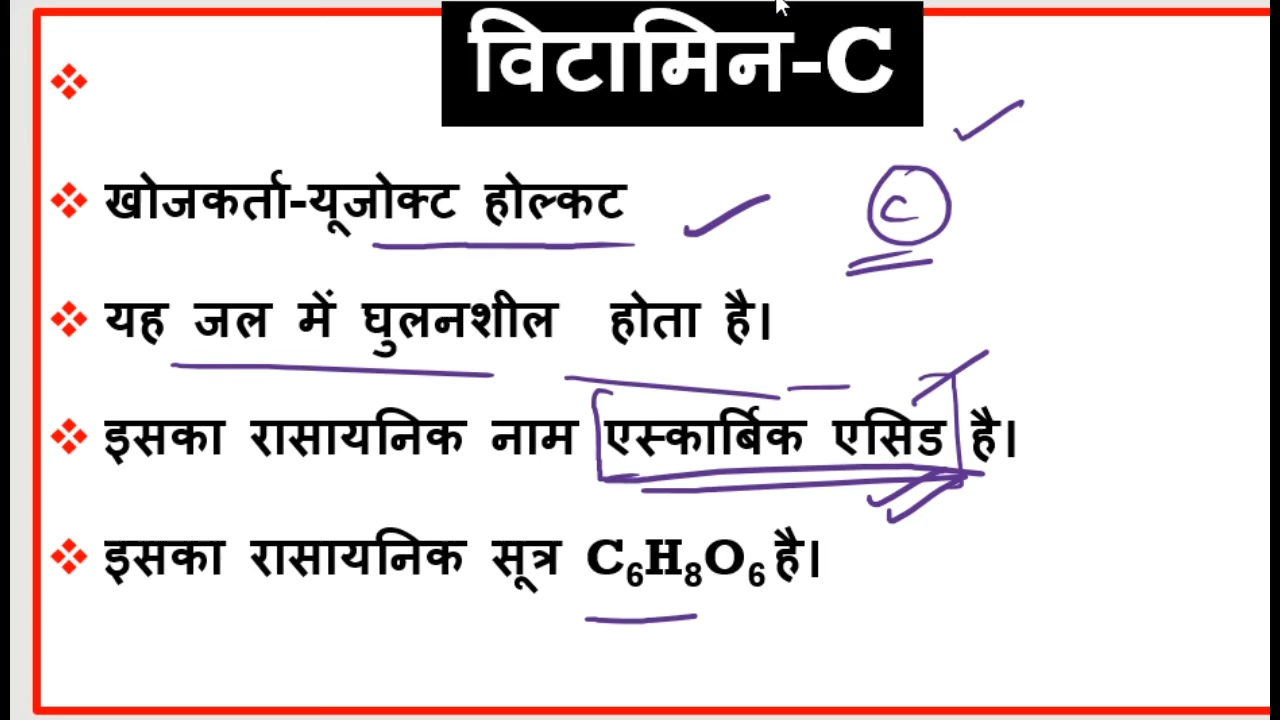 विटामिन-C
खोजकर्ता-यूजोक्ट होल्कट
C
यह जल में घुलनशील होता है।
इसका रासायनिक नाम एस्कार्बिक एसिड है।
इसका रासायनिक सूत्र C₆H₈O₆ है।